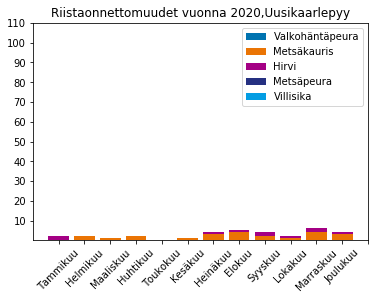 Riistaonnettomuudet vuonna 2020,Uusikaarlepyy
110
100
90
80
70
60
50
40
30
20
10
Valkohäntäpeura
Metsäkauris
Hirvi
Metsäpeura
Villisika
Tammikuu
Helmikuu
Maaliskuu
Huhtikuu
Toukokuu
Kesäkuu
Heinäkuu
Elokuu
Syyskuu
Lokakuu
Marraskuu
Joulukuu